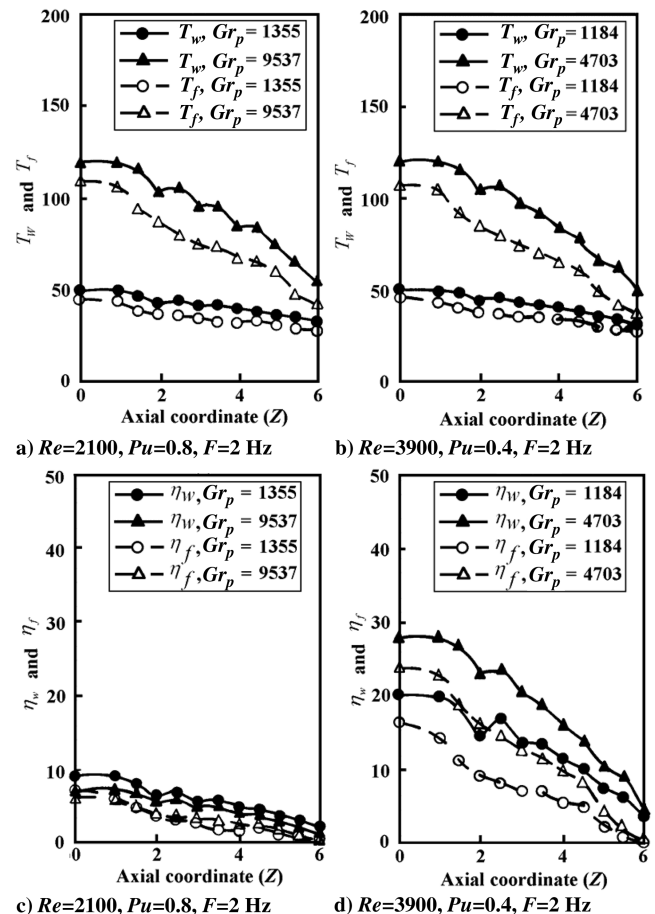 200
T_w, Gr_p = 1355
T_w, Gr_p = 9537
T_f, Gr_p = 1355
T_f, Gr_p = 9537
150
100
50
0
T_w and T_f
0 2 4 6
Axial coordinate (Z)
a) Re=2100, Pu=0.8, F=2 Hz
200
T_w, Gr_p = 1184
T_w, Gr_p = 4703
T_f, Gr_p = 1184
T_f, Gr_p = 4703
150
100
50
0
T_w and T_f
0 2 4 6
Axial coordinate (Z)
b) Re=3900, Pu=0.4, F=2 Hz
50
η_W, Gr_p = 1355
η_W, Gr_p = 9537
η_f, Gr_p = 1355
η_f, Gr_p = 9537
40
30
20
10
0
η_w and η_f
0 2 4 6
Axial coordinate (Z)
c) Re=2100, Pu=0.8, F=2 Hz
50
η_W, Gr_p = 1184
η_W, Gr_p = 4703
η_f, Gr_p = 1184
η_f, Gr_p = 4703
40
30
20
10
0
η_w and η_f
0 2 4 6
Axial coordinate (Z)
d) Re=3900, Pu=0.4, F=2 Hz